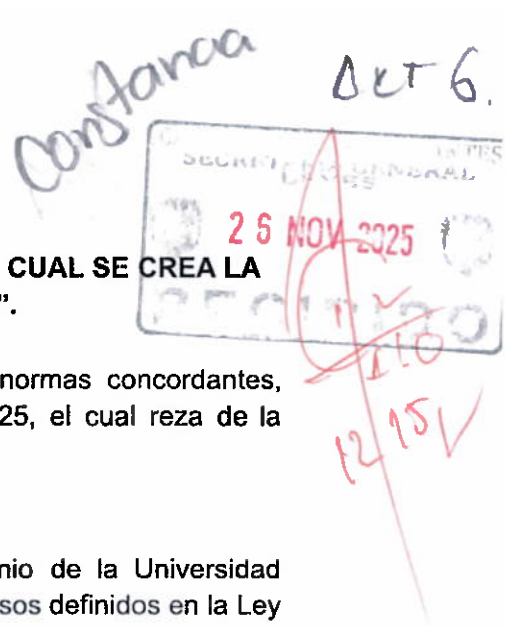 Constancia
ART 6.
SECRETARÍA GENERAL
26 NOV 2025
CUAL SE CREA LA
”.
RECIBIDO
normas concordantes,
25, el cual reza de la
12 15
nio de la Universidad
sos definidos en la Ley